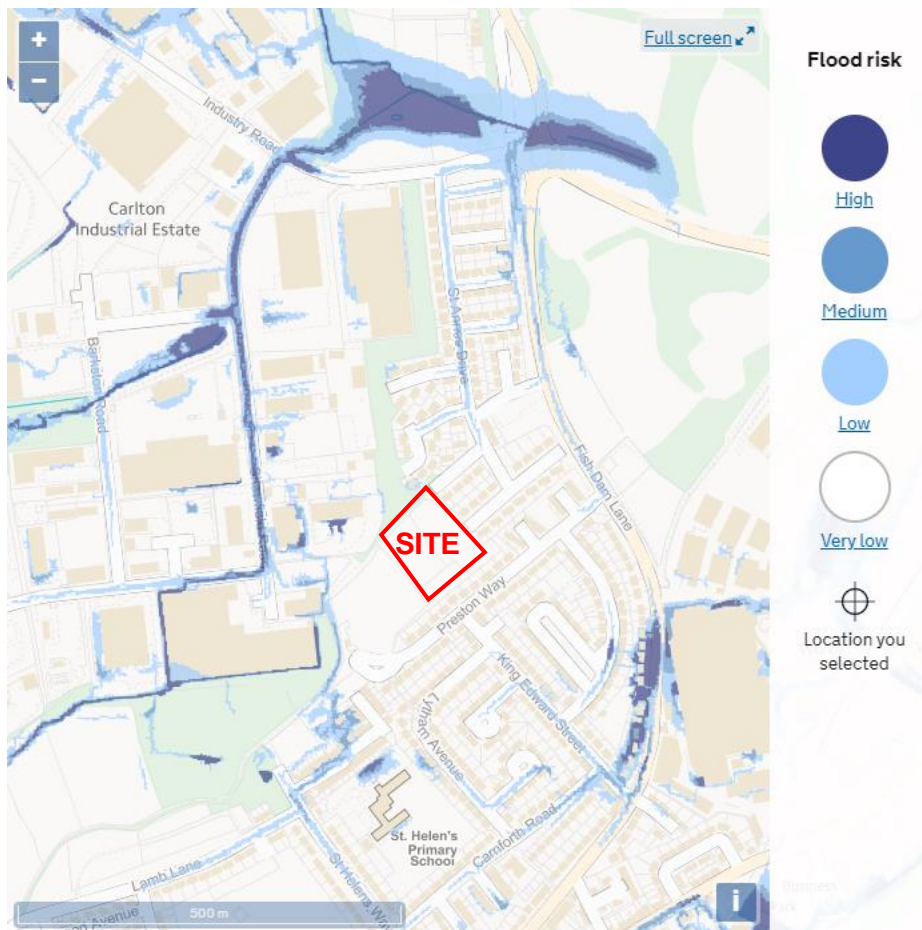 +
−
Full screen
Flood risk
High
Medium
Low
Very low
Location you
selected
Industry Road
Carlton
Industrial Estate
St Annes Drive
Fish Dam Lane
SITE
Preston Way
King Edward Street
Lytham Avenue
Carnforth Road
St. Helen's
Primary
School
Lamb Lane
St Helens Way
Avenue
500 m
i
Business